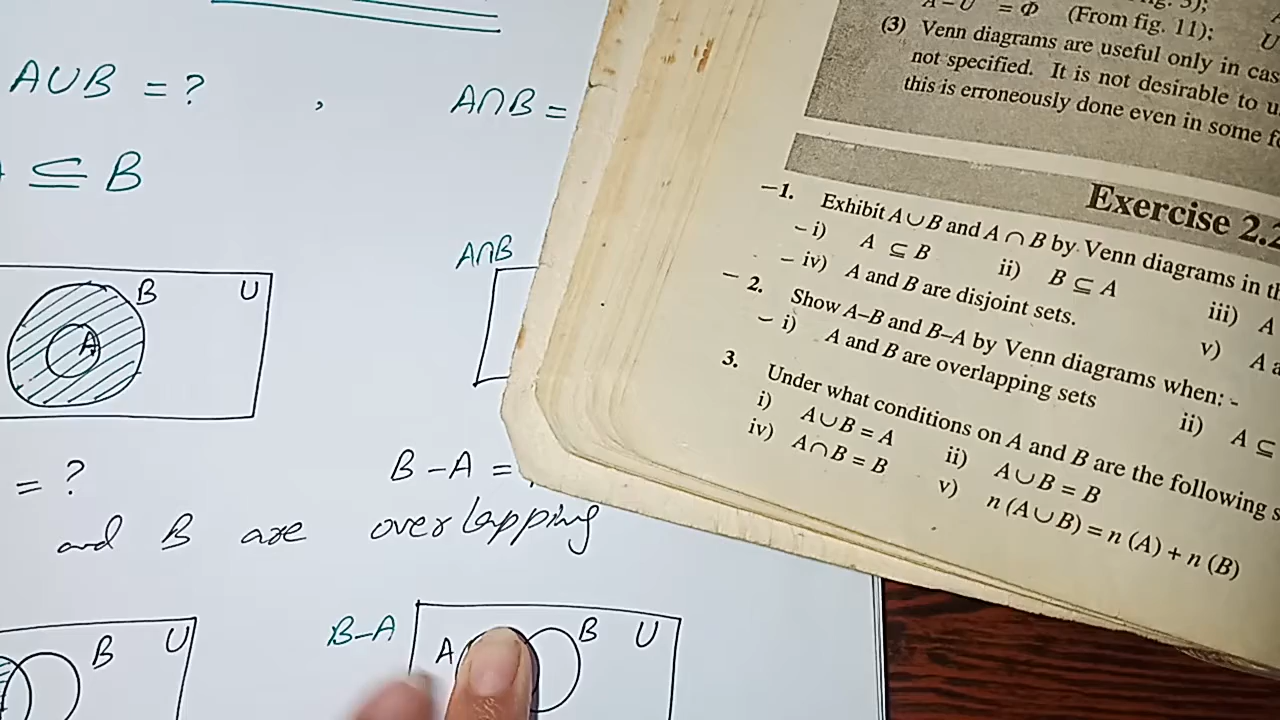 A∪B = ? , A∩B =
⊆ B
B U
A
A∩B
= ? B-A =
and B are overlapping
B U
B-A
A B U
A-U = Φ (From fig. 11);
(3) Venn diagrams are useful only in cas
not specified. It is not desirable to u
this is erroneously done even in some f
Exercise 2.2
1. Exhibit A∪B and A∩B by Venn diagrams in th
i) A ⊆ B ii) B ⊆ A iii) A
iv) A and B are disjoint sets. v) A a
2. Show A–B and B–A by Venn diagrams when: -
i) A and B are overlapping sets ii) A ⊆
3. Under what conditions on A and B are the following s
i) A∪B = A ii) A∪B = B
iv) A∩B = B v) n (A∪B) = n (A) + n (B)